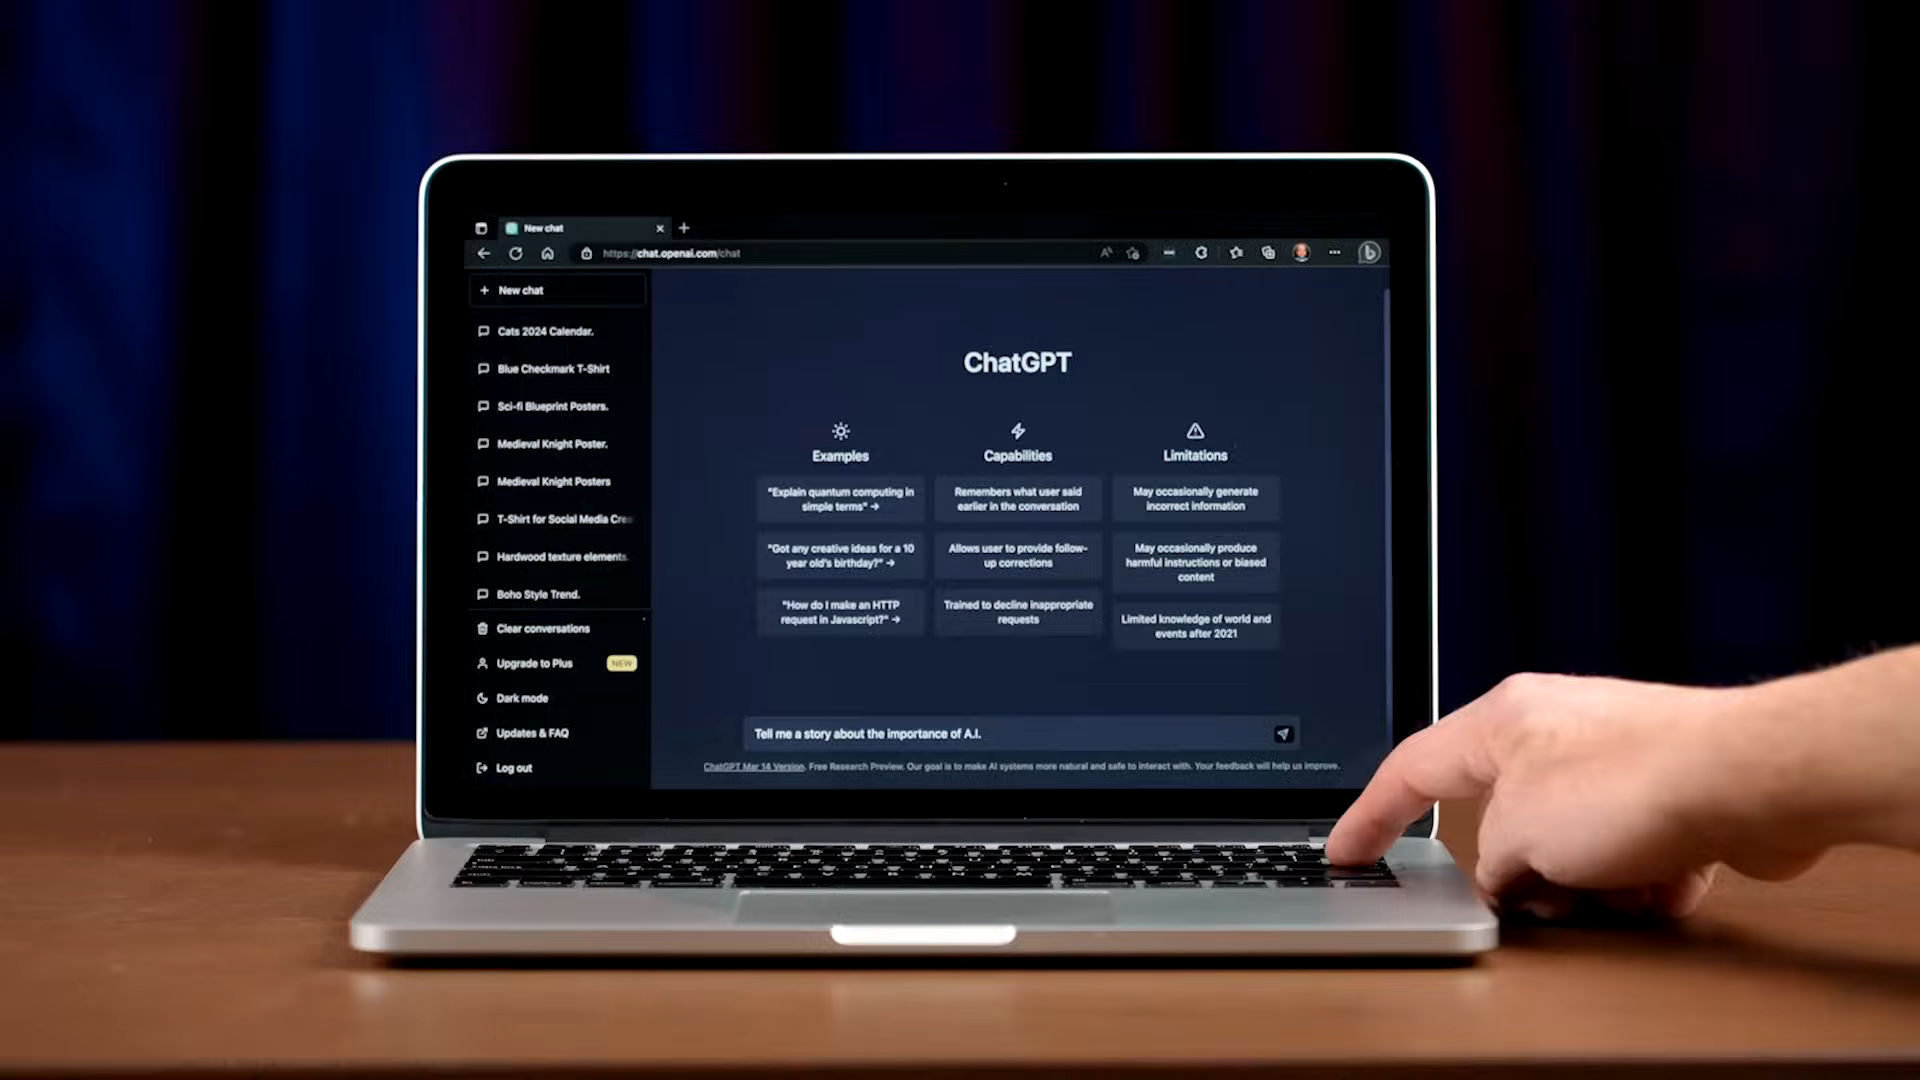 New chat
https://chat.openai.com/chat
New chat
Cats 2024 Calendar.
Blue Checkmark T-Shirt
Sci-fi Blueprint Posters.
Medieval Knight Poster.
Medieval Knight Posters
T-Shirt for Social Media Cre
Hardwood texture elements.
Boho Style Trend.
Clear conversations
Upgrade to Plus NEW
Dark mode
Updates & FAQ
Log out
ChatGPT
Examples
"Explain quantum computing in
simple terms" →
"Got any creative ideas for a 10
year old's birthday?" →
"How do I make an HTTP
request in Javascript?" →
Capabilities
Remembers what user said
earlier in the conversation
Allows user to provide follow-
up corrections
Trained to decline inappropriate
requests
Limitations
May occasionally generate
incorrect information
May occasionally produce
harmful instructions or biased
content
Limited knowledge of world and
events after 2021
Tell me a story about the importance of A.I.
ChatGPT Mar 14 Version. Free Research Preview. Our goal is to make AI systems more natural and safe to interact with. Your feedback will help us improve.